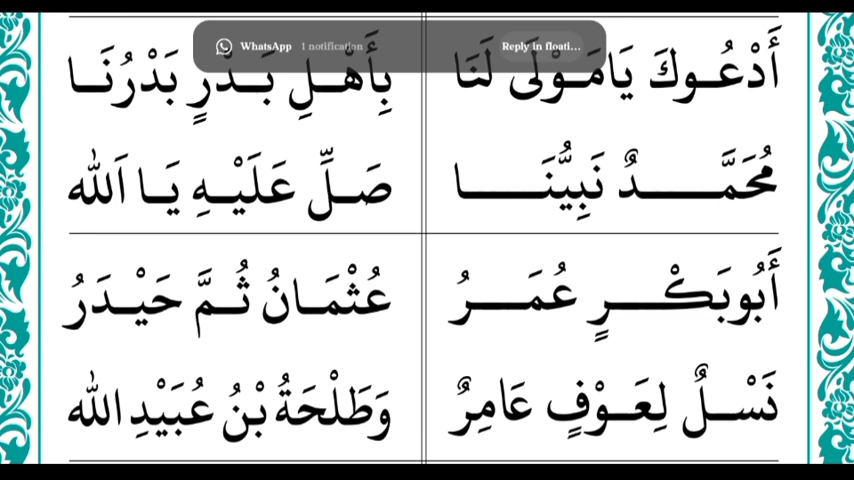 WhatsApp 1 notification Reply in floati...
أَدْعُوكَ يَامَوْلَى لَنَا بِأَهْلِ بَدْرٍ بَدْرُنَا
مُحَمَّدٌ نَبِيُّنَا صَلِّ عَلَيْهِ يَا اَلله
أَبُوبَكْرٍ عُمَرُ عُثْمَانُ ثُمَّ حَيْدَرُ
نَسْلٌ لِعَوْفٍ عَامِرٌ وَطَلْحَةُ بْنُ عُبَيْدِ الله